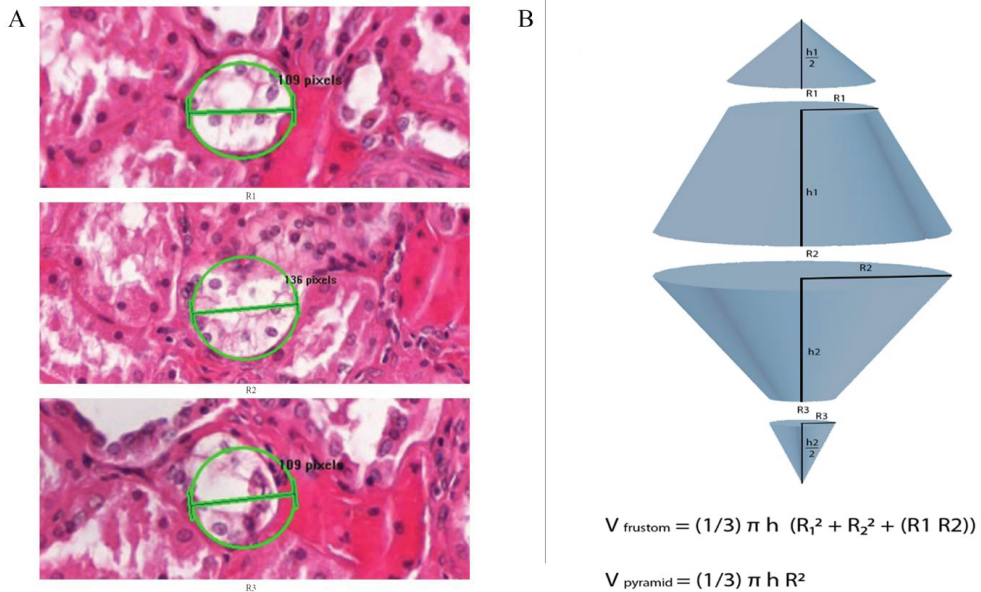 A
109 pixels
R1
136 pixels
R2
109 pixels
R3
B
h1
2
R1
R1
h1
R2
R2
h2
R3
R3
h2
2
V frustom = (1/3) π h (R₁² + R₂² + (R1 R2))
V pyramid = (1/3) π h R²